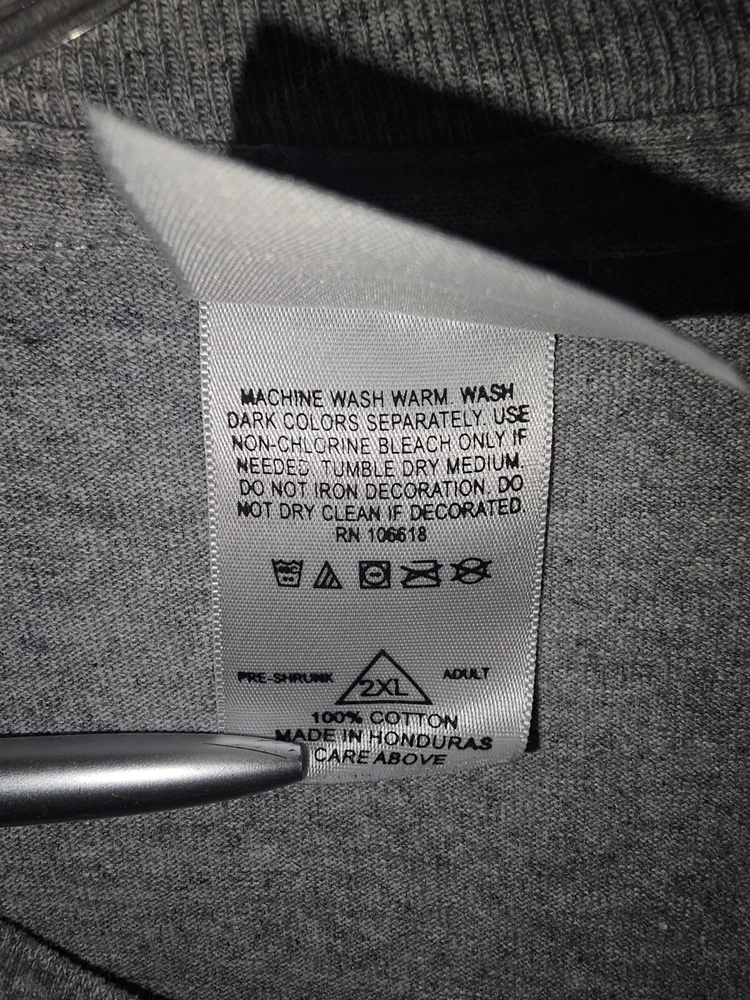 MACHINE WASH WARM. WASH
DARK COLORS SEPARATELY. USE
NON-CHLORINE BLEACH ONLY IF
NEEDED. TUMBLE DRY MEDIUM.
DO NOT IRON DECORATION. DO
NOT DRY CLEAN IF DECORATED.
RN 106618
PRE-SHRUNK 2XL ADULT
100% COTTON
MADE IN HONDURAS
CARE ABOVE